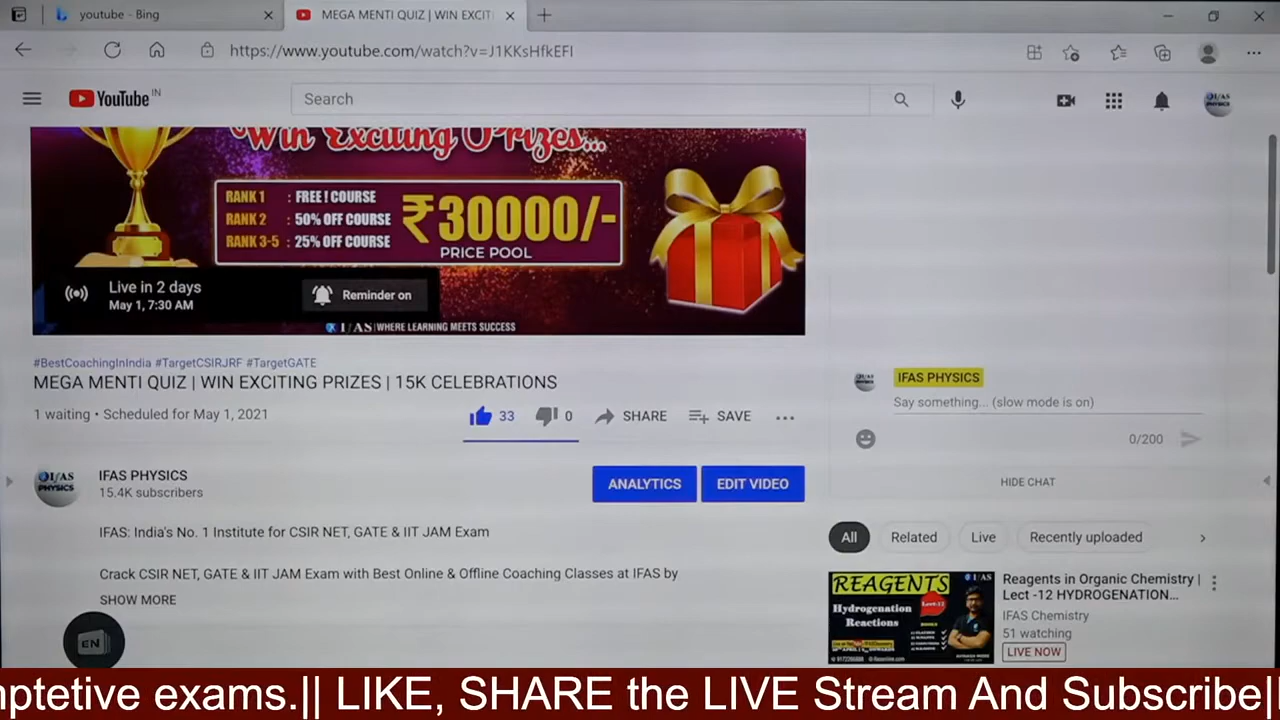 youtube - Bing
MEGA MENTI QUIZ | WIN EXCIT
https://www.youtube.com/watch?v=J1KKsHfkEFI
YouTube IN
Search
Win Exciting Prizes...
RANK 1 : FREE ! COURSE
RANK 2 : 50% OFF COURSE
RANK 3-5 : 25% OFF COURSE
₹30000/-
PRICE POOL
Live in 2 days
May 1, 7:30 AM
Reminder on
IFAS | WHERE LEARNING MEETS SUCCESS
#BestCoachingInIndia #TargetCSIRJRF #TargetGATE
MEGA MENTI QUIZ | WIN EXCITING PRIZES | 15K CELEBRATIONS
1 waiting • Scheduled for May 1, 2021
33
0
SHARE
SAVE
IFAS PHYSICS
15.4K subscribers
ANALYTICS
EDIT VIDEO
IFAS: India's No. 1 Institute for CSIR NET, GATE & IIT JAM Exam
Crack CSIR NET, GATE & IIT JAM Exam with Best Online & Offline Coaching Classes at IFAS by
SHOW MORE
EN
IFAS PHYSICS
Say something... (slow mode is on)
0/200
HIDE CHAT
All
Related
Live
Recently uploaded
REAGENTS
IFAS
Hydrogenation
Reactions
Lect-12
Reagents in Organic Chemistry |
Lect -12 HYDROGENATION...
IFAS Chemistry
51 watching
LIVE NOW
nptetive exams.|| LIKE, SHARE the LIVE Stream And Subscribe||